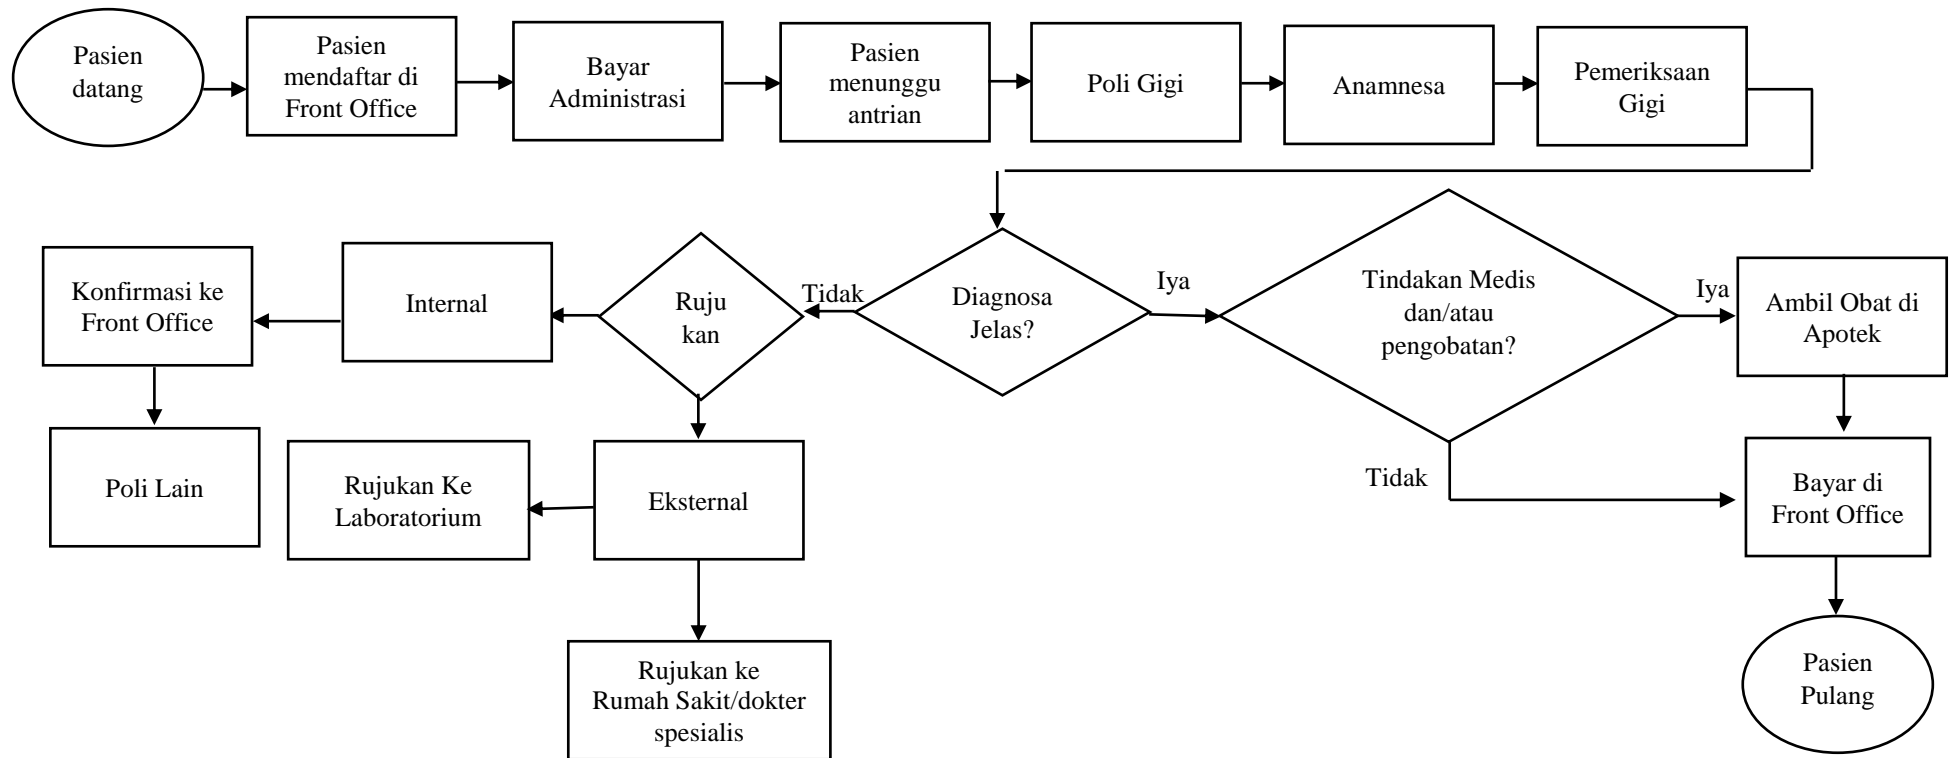 Pasien
datang
Pasien
mendaftar di
Front Office
Bayar
Administrasi
Pasien
menunggu
antrian
Poli Gigi
Anamnesa
Pemeriksaan
Gigi
Konfirmasi ke
Front Office
Internal
Ruju
kan
Tidak
Diagnosa
Jelas?
Iya
Tindakan Medis
dan/atau
pengobatan?
Iya
Ambil Obat di
Apotek
Poli Lain
Rujukan Ke
Laboratorium
Eksternal
Tidak
Bayar di
Front Office
Rujukan ke
Rumah Sakit/dokter
spesialis
Pasien
Pulang